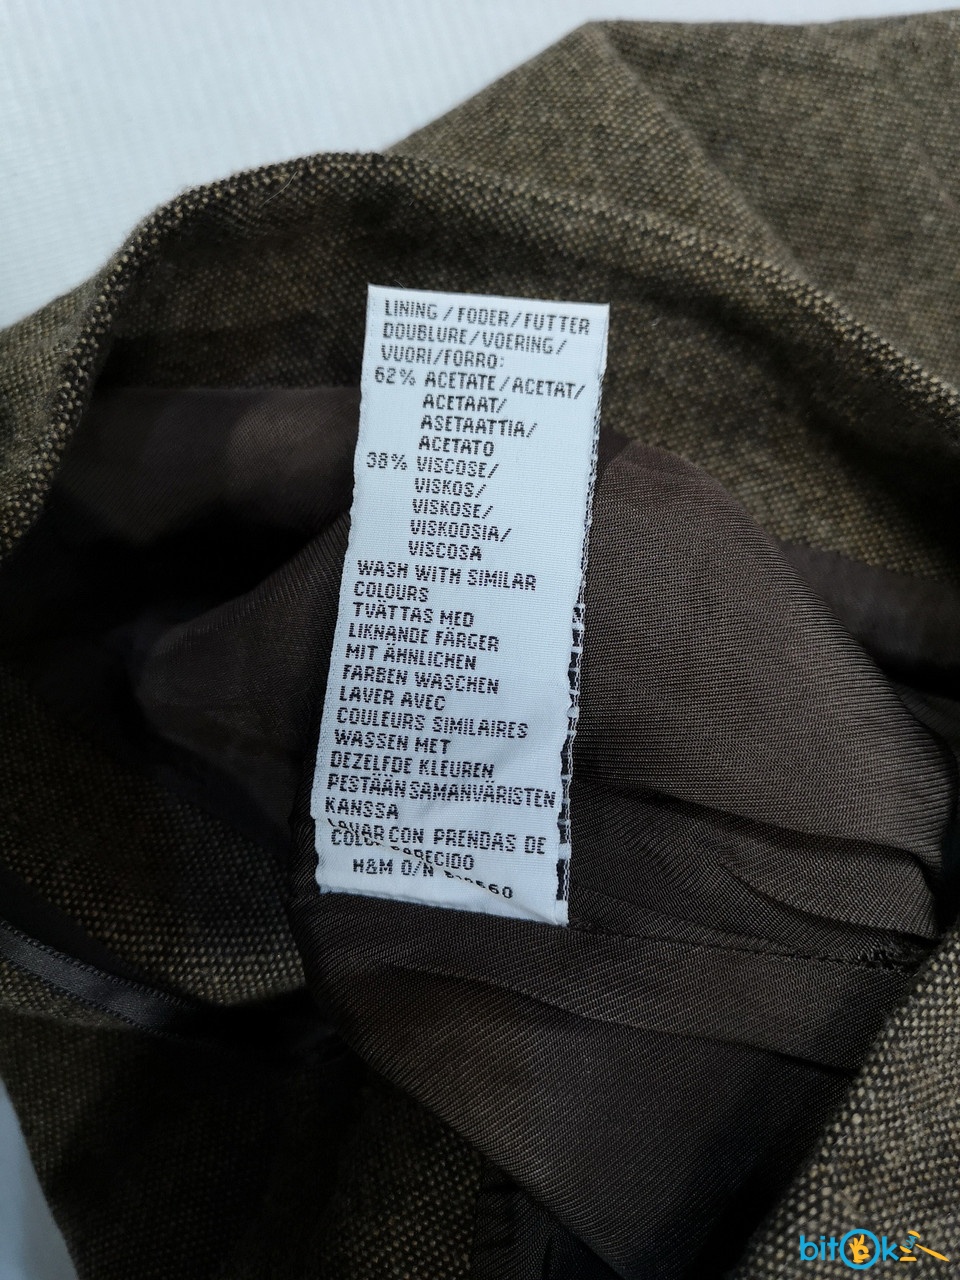 LINING / FODER / FUTTER
DOUBLURE / VOERING /
VUORI/FORRO:
62% ACETATE / ACETAT/
ACETAAT/
ASETAATTIA/
ACETATO
38% VISCOSE/
VISKOS/
VISKOSE/
VISKOOSIA/
VISCOSA
WASH WITH SIMILAR
COLOURS
TVÄTTAS MED
LIKNANDE FÄRGER
MIT ÄHNLICHEN
FARBEN WASCHEN
LAVER AVEC
COULEURS SIMILAIRES
WASSEN MET
DEZELFDE KLEUREN
PESTÄÄN SAMANVÄRISTEN
KANSSA
LAVAR CON PRENDAS DE
COLOR PARECIDO
H&M O/N
bitOk